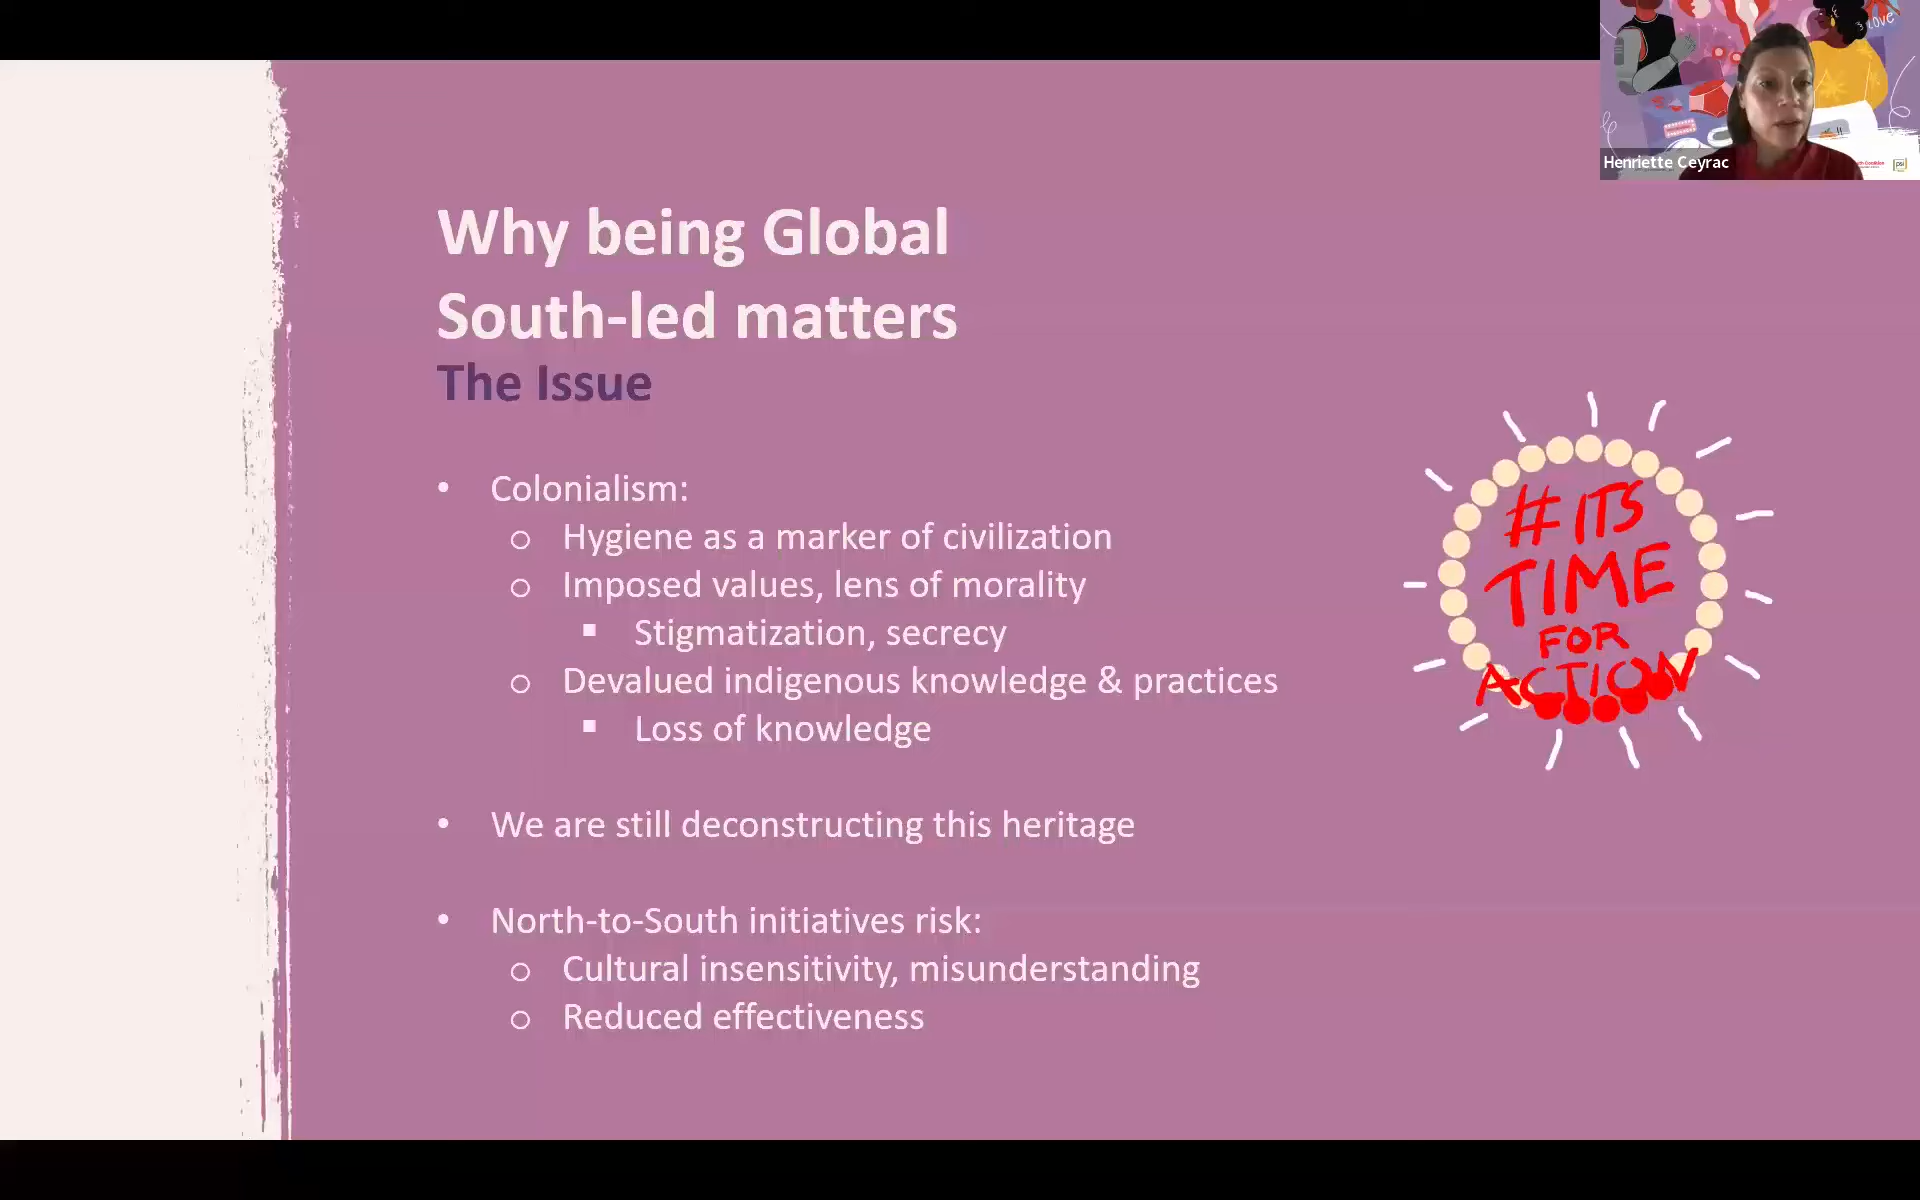 LOVE
Henriette Ceyrac
psi
Why being Global
South-led matters
The Issue
• Colonialism:
o Hygiene as a marker of civilization
o Imposed values, lens of morality
▪ Stigmatization, secrecy
o Devalued indigenous knowledge & practices
▪ Loss of knowledge
• We are still deconstructing this heritage
• North-to-South initiatives risk:
o Cultural insensitivity, misunderstanding
o Reduced effectiveness
# ITS
TIME
FOR
ACTION